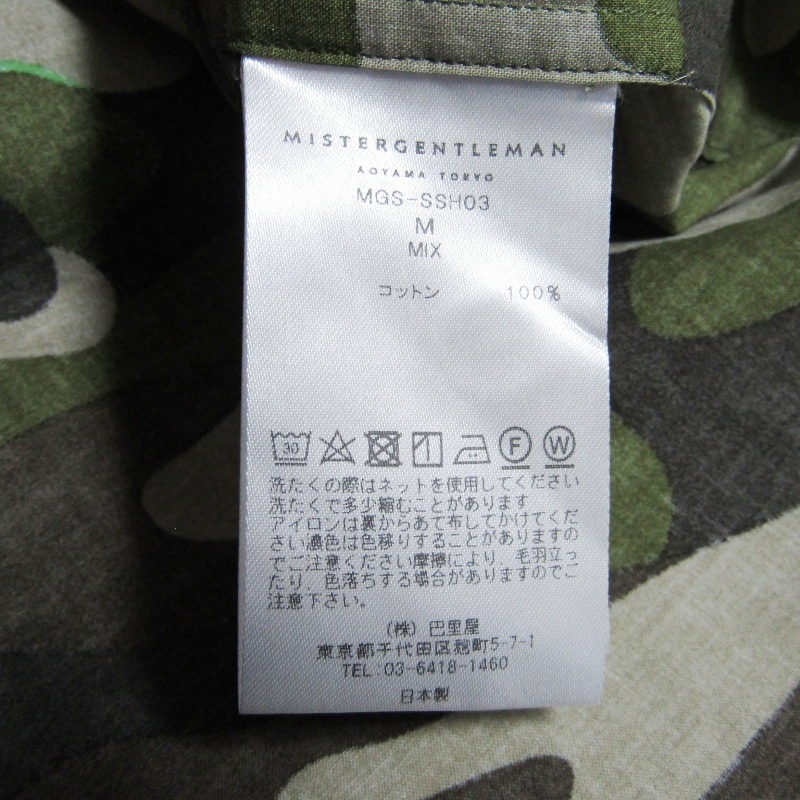 MISTERGENTLEMAN
AOYAMA TOKYO
MGS-SSH03
M
MIX
コットン 100%
30
F W
洗たくの際はネットを使用してください
洗たくで多少縮むことがあります
アイロンは裏からあて布してかけてくだ
さい濃色は色移りすることがありますの
でご注意ください摩擦により、毛羽立っ
たり、色落ちする場合がありますのでご
注意下さい。
(株) 巴里屋
東京都千代田区麹町5-7-1
TEL:03-6418-1460
日本製